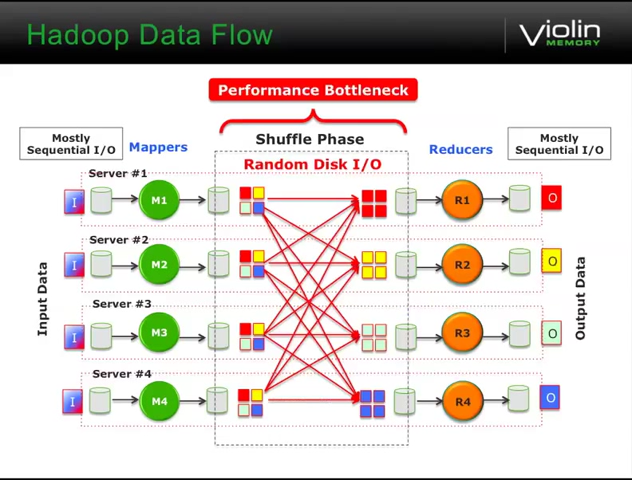 Hadoop Data Flow
Violin
MEMORY
Performance Bottleneck
Mostly
Sequential I/O
Mappers
Shuffle Phase
Reducers
Mostly
Sequential I/O
Random Disk I/O
Server #1
I
M1
R1
O
Server #2
I
M2
R2
O
Input Data
Output Data
Server #3
I
M3
R3
O
Server #4
I
M4
R4
O